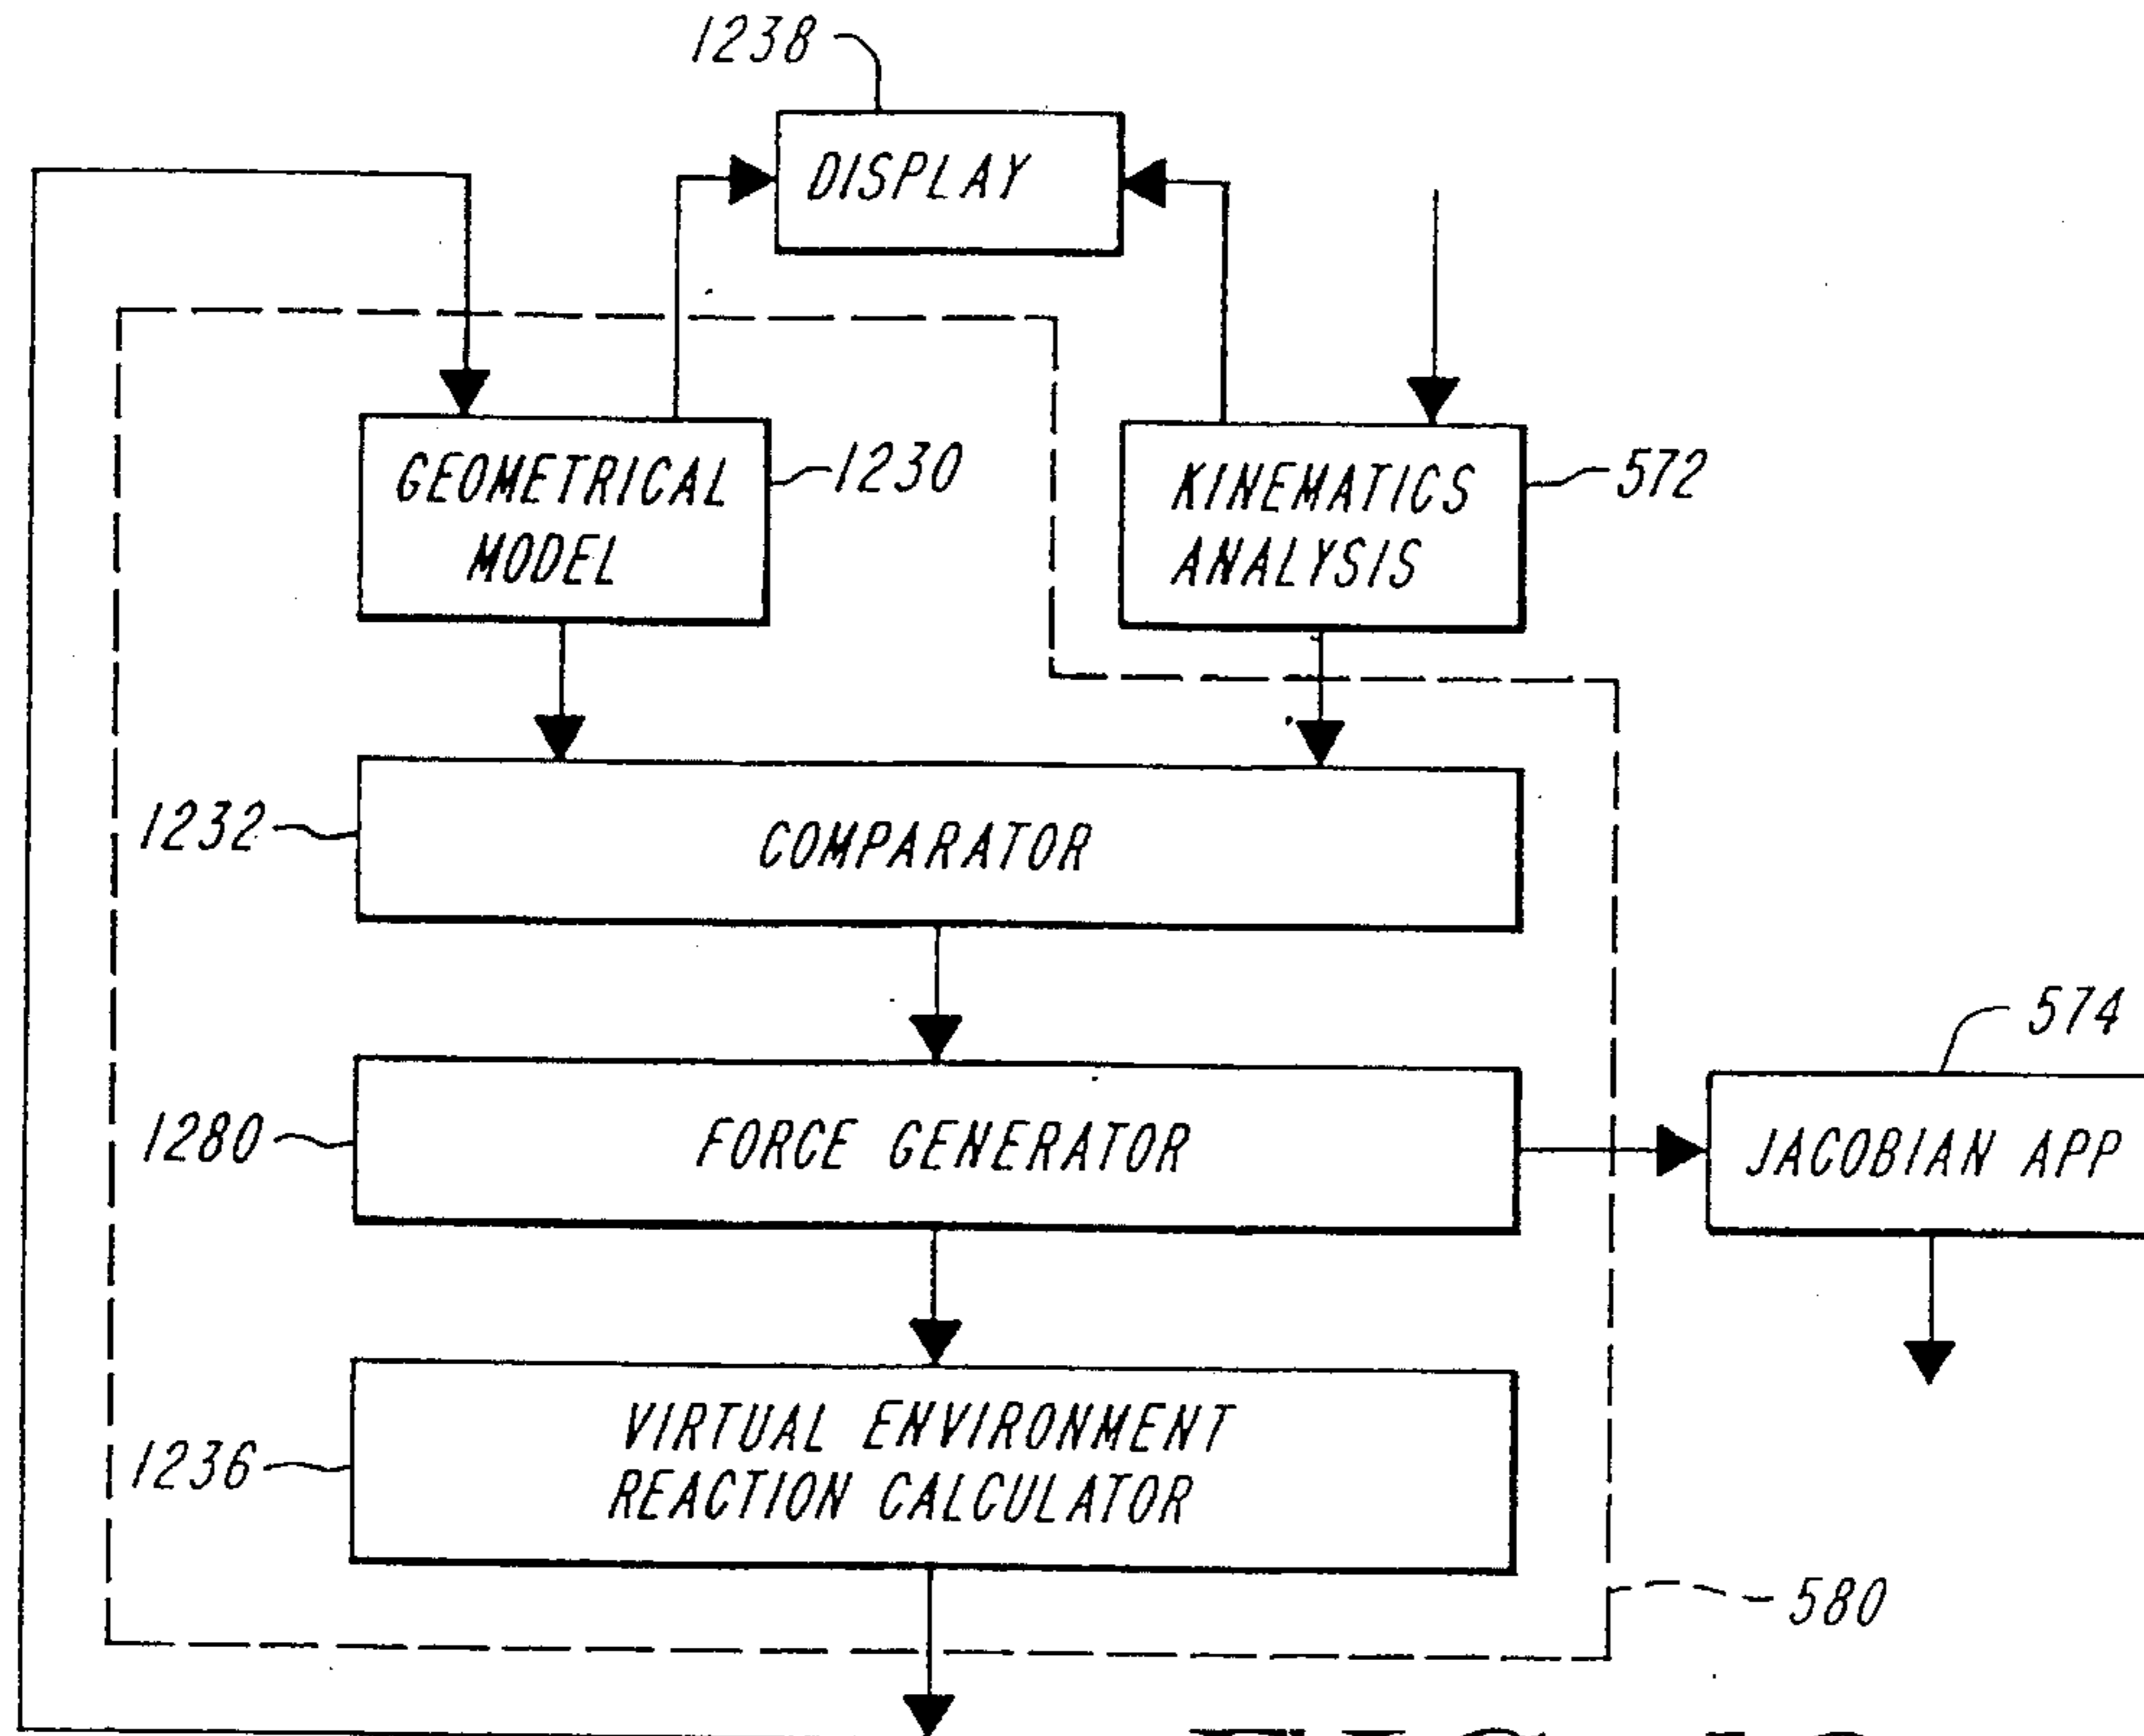 1238
DISPLAY
GEOMETRICAL
MODEL
1230
KINEMATICS
ANALYSIS
572
1232
COMPARATOR
574
1280
FORCE GENERATOR
JACOBIAN APP
VIRTUAL ENVIRONMENT
REACTION CALCULATOR
1236
580